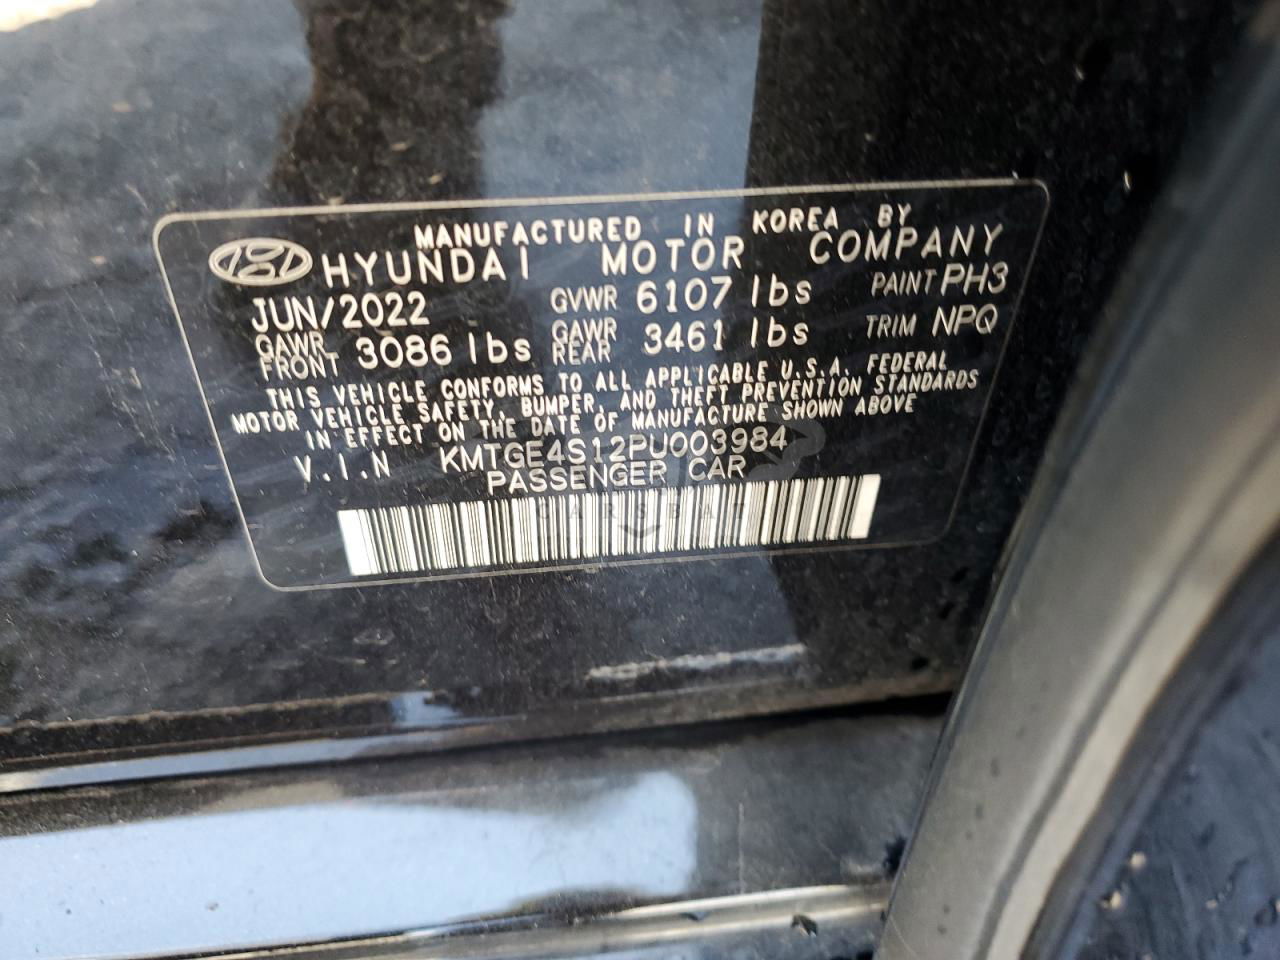 MANUFACTURED IN KOREA BY
HYUNDAI MOTOR COMPANY
JUN/2022 GVWR 6107 lbs PAINT PH3
GAWR FRONT 3086 lbs GAWR REAR 3461 lbs TRIM NPQ
THIS VEHICLE CONFORMS TO ALL APPLICABLE U.S.A. FEDERAL
MOTOR VEHICLE SAFETY, BUMPER, AND THEFT PREVENTION STANDARDS
IN EFFECT ON THE DATE OF MANUFACTURE SHOWN ABOVE
V.I.N KMTGE4S12PU003984
PASSENGER CAR